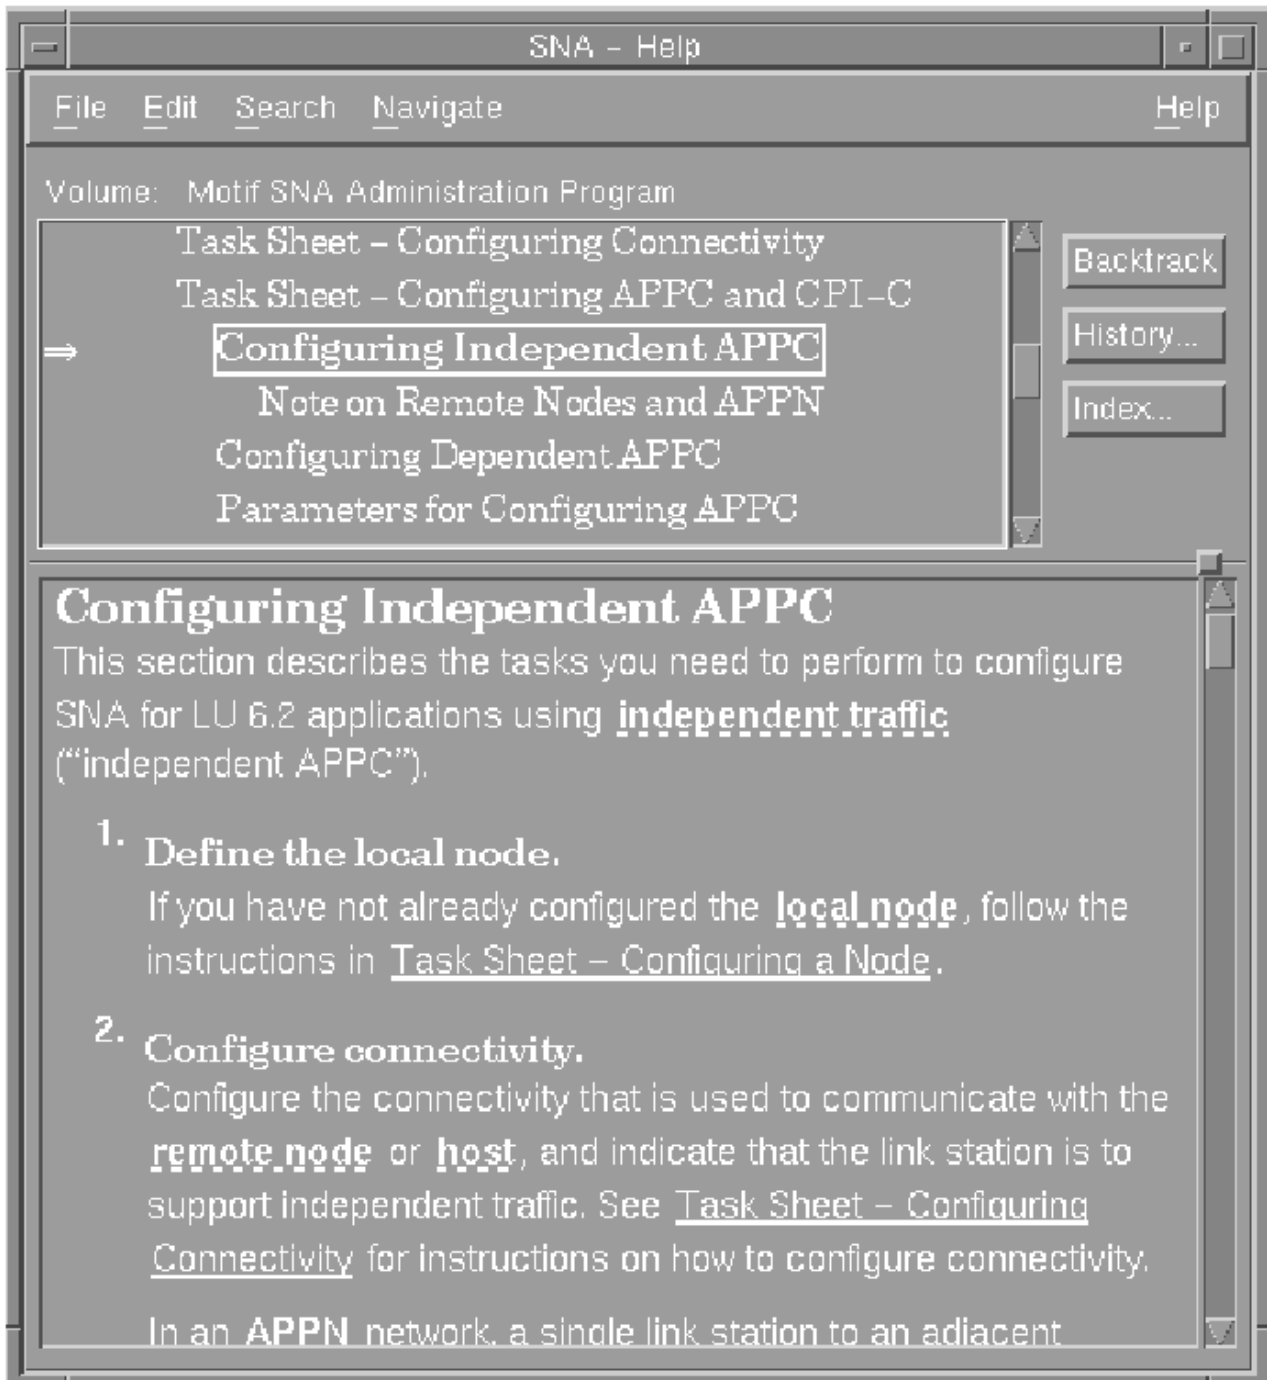 SNA – Help
File Edit Search Navigate Help
Volume: Motif SNA Administration Program
Task Sheet – Configuring Connectivity
Task Sheet – Configuring APPC and CPI–C
⇒ Configuring Independent APPC
Note on Remote Nodes and APPN
Configuring Dependent APPC
Parameters for Configuring APPC
Backtrack
History...
Index...
Configuring Independent APPC
This section describes the tasks you need to perform to configure
SNA for LU 6.2 applications using independent traffic
(“independent APPC”).
1. Define the local node.
If you have not already configured the local node, follow the
instructions in Task Sheet – Configuring a Node.
2. Configure connectivity.
Configure the connectivity that is used to communicate with the
remote node or host, and indicate that the link station is to
support independent traffic. See Task Sheet – Configuring
Connectivity for instructions on how to configure connectivity.
In an APPN network, a single link station to an adjacent